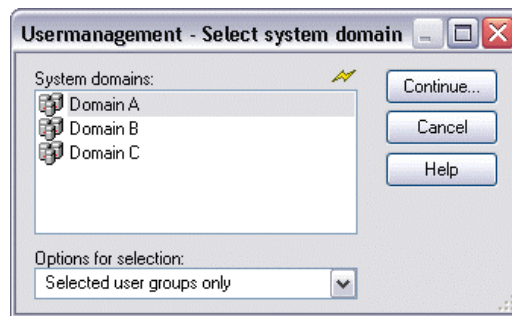 Usermanagement - Select system domain
System domains:
Domain A
Domain B
Domain C
Continue...
Cancel
Help
Options for selection:
Selected user groups only